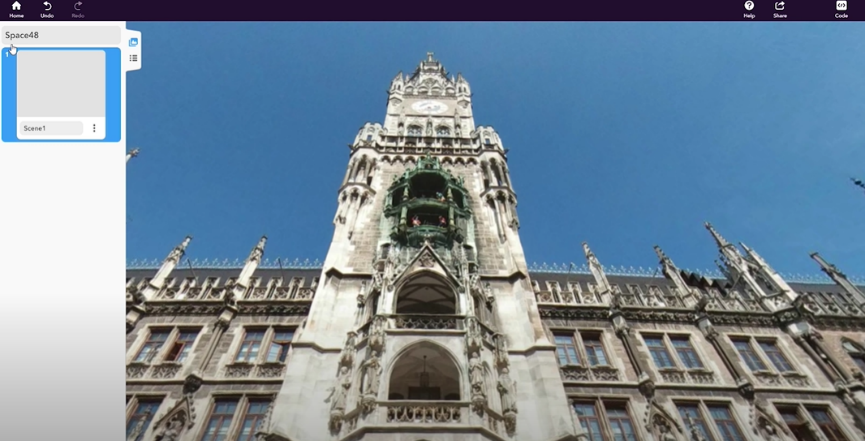 Home
Undo
Redo
Help
Share
Code
Space48
1
Scene1